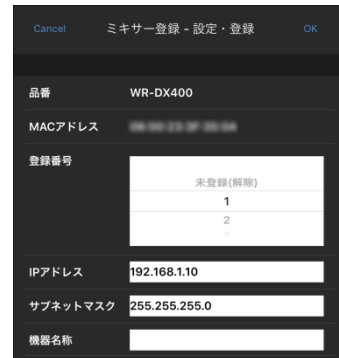 Cancel ミキサー登録 - 設定・登録 OK
品番 WR-DX400
MACアドレス
登録番号
未登録(解除)
1
2
IPアドレス 192.168.1.10
サブネットマスク 255.255.255.0
機器名称